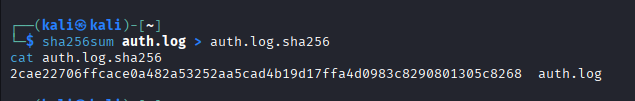 ┌──(kali㉿kali)-[~]
└─$ sha256sum auth.log > auth.log.sha256
cat auth.log.sha256
2cae22706ffcace0a482a53252aa5cad4b19d17ffa4d0983c8290801305c8268  auth.log